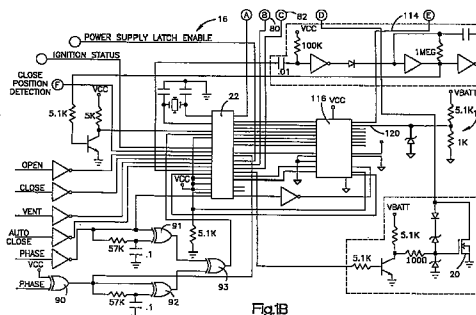 16
A
B
C
82
80
D
E
114
POWER SUPPLY LATCH ENABLE
VCC
100K
.01
1MEG
IGNITION STATUS
CLOSE
POSITION
DETECTION
F
VCC
5.1K
5K
22
116
VCC
120
VBATT
5.1K
1K
OPEN
CLOSE
VENT
AUTO
CLOSE
PHASE
VCC
PHASE
90
VCC
91
57K
.1
92
57K
.1
93
5.1K
VBATT
5.1K
5.1K
100Ω
20
Fig.1B